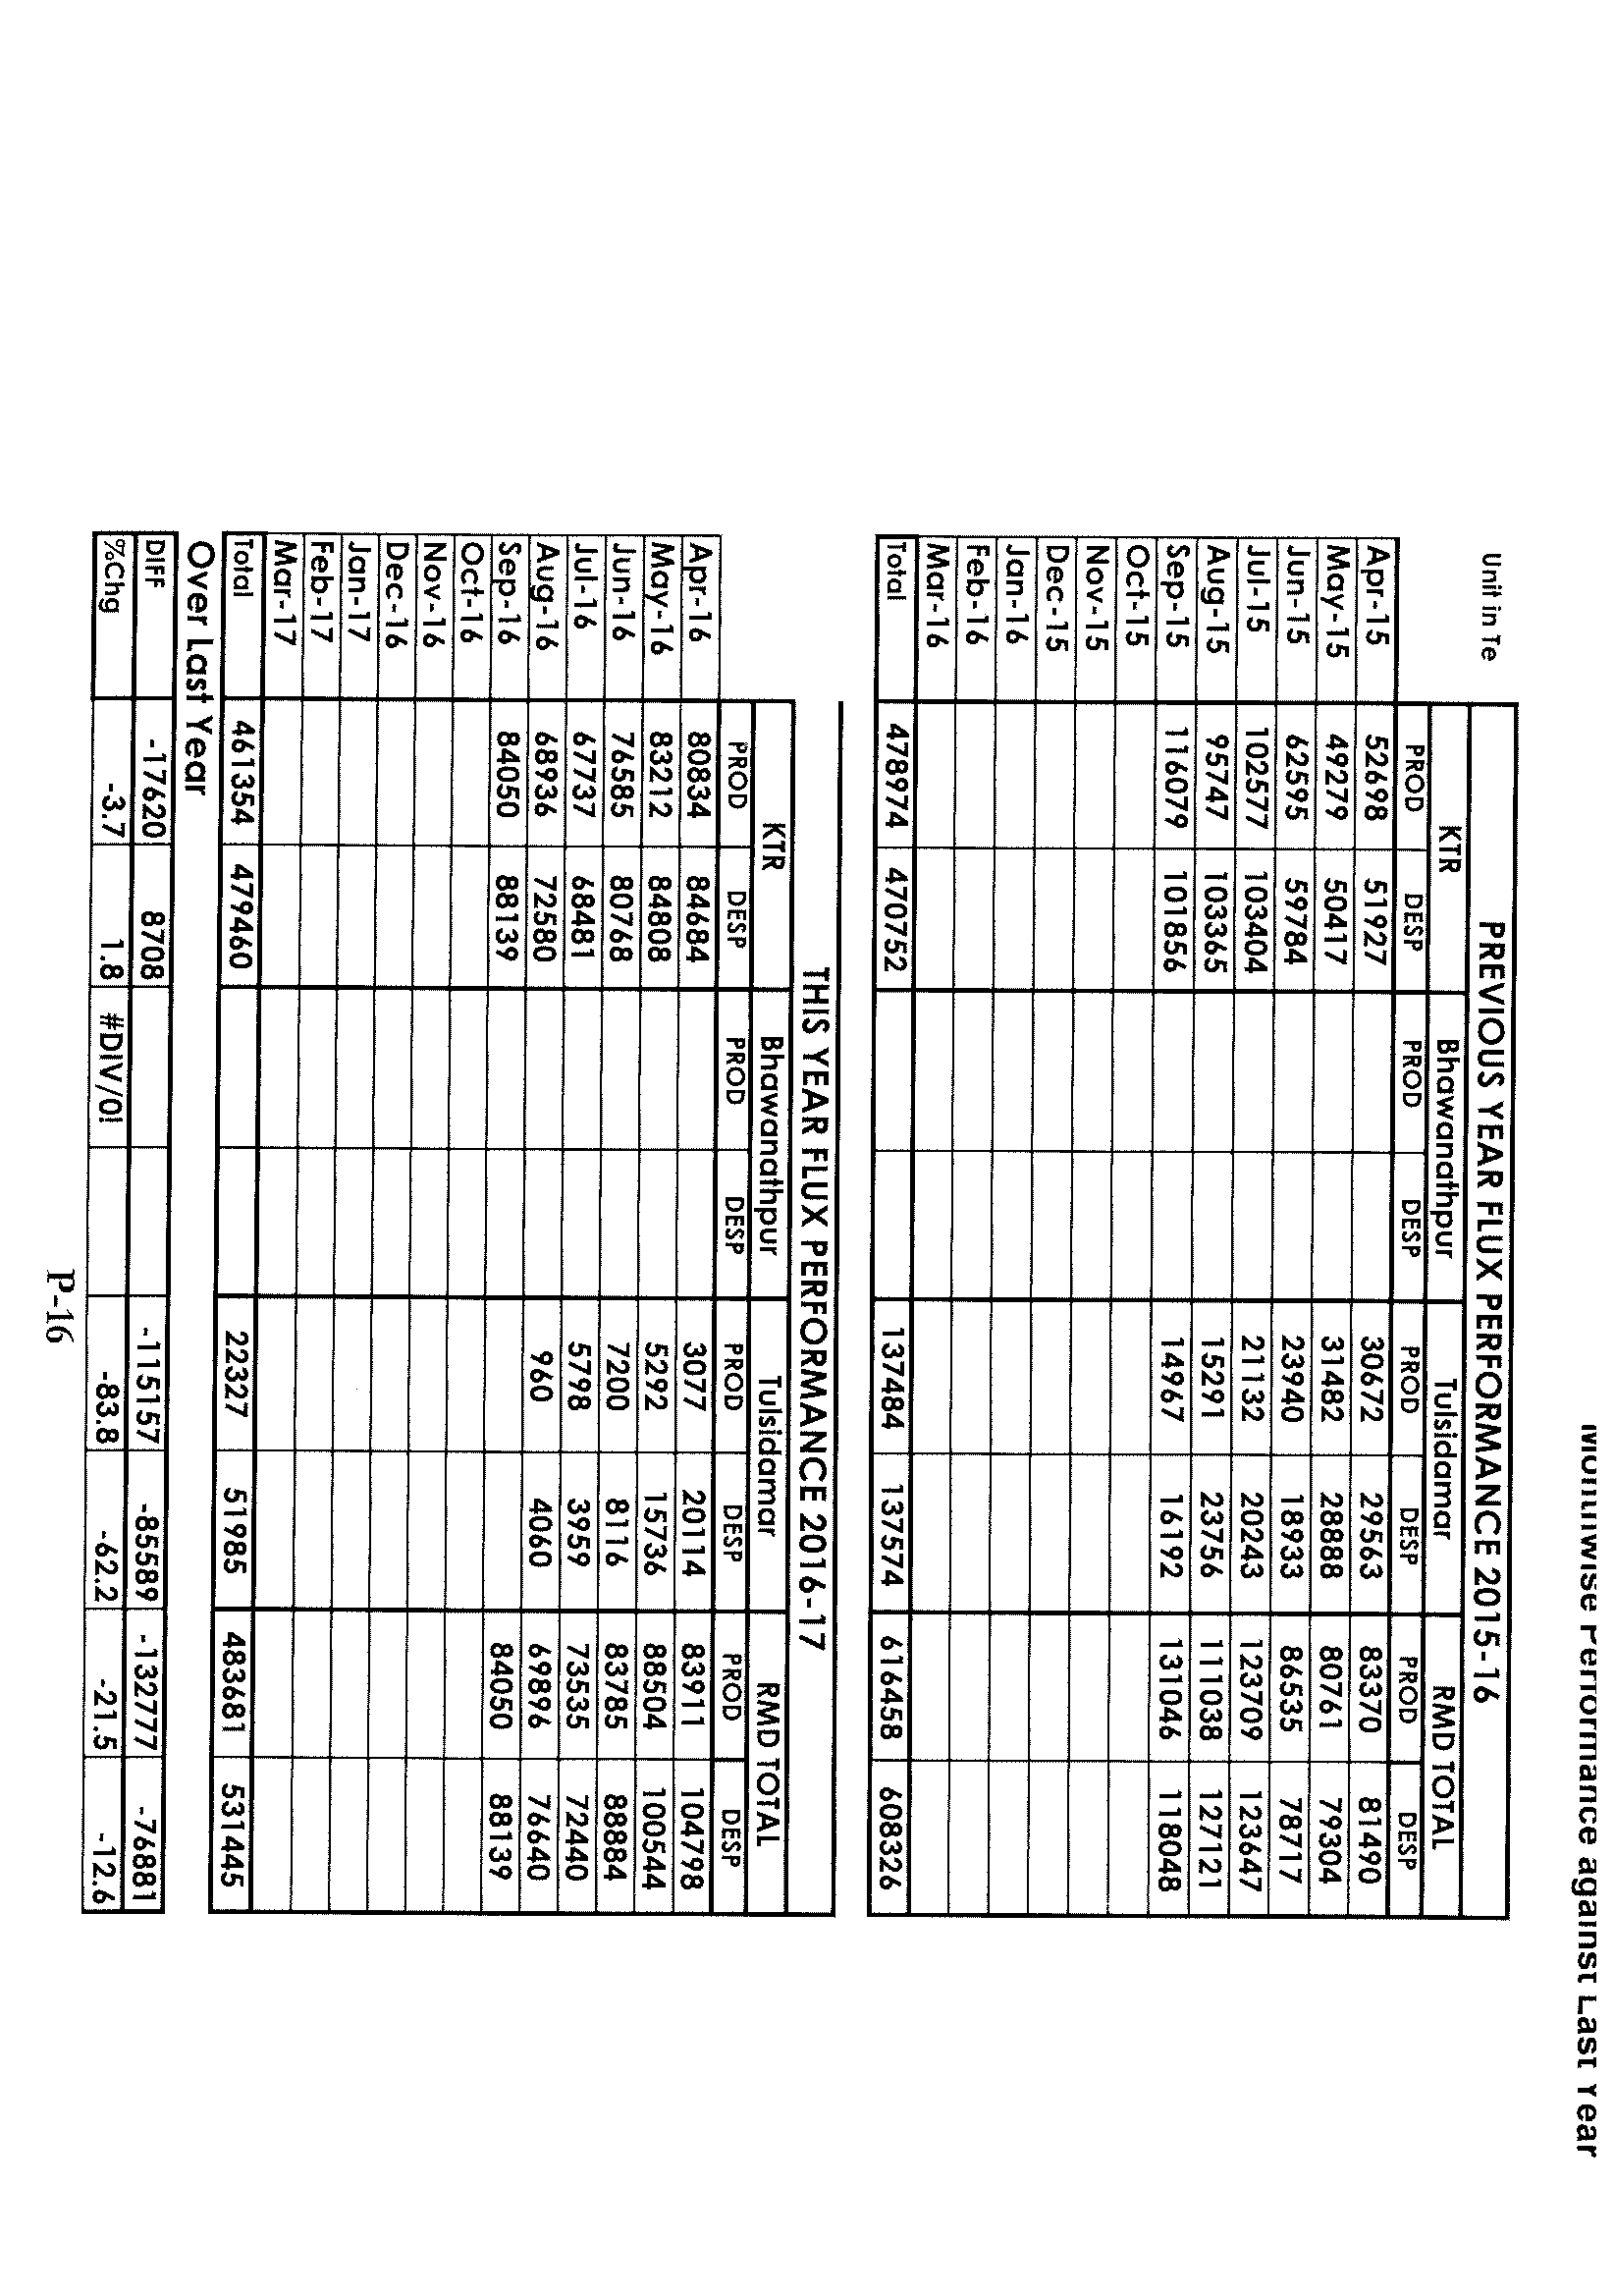 Monthwise Performance against Last Year
Unit in Te PREVIOUS YEAR FLUX PERFORMANCE 2015-16
KTR Bhawanathpur Tulsidamar RMD TOTAL
PROD DESP PROD DESP PROD DESP PROD DESP
Apr-15 52698 51927 30672 29563 83370 81490
May-15 49279 50417 31482 28888 80761 79304
Jun-15 62595 59784 23940 18933 86535 78717
Jul-15 102577 103404 21132 20243 123709 123647
Aug-15 95747 103365 15291 23756 111038 127121
Sep-15 116079 101856 14967 16192 131046 118048
Oct-15
Nov-15
Dec-15
Jan-16
Feb-16
Mar-16
Total 478974 470752 137484 137574 616458 608326
THIS YEAR FLUX PERFORMANCE 2016-17
KTR Bhawanathpur Tulsidamar RMD TOTAL
PROD DESP PROD DESP PROD DESP PROD DESP
Apr-16 80834 84684 3077 20114 83911 104798
May-16 83212 84808 5292 15736 88504 100544
Jun-16 76585 80768 7200 8116 83785 88884
Jul-16 67737 68481 5798 3959 73535 72440
Aug-16 68936 72580 960 4060 69896 76640
Sep-16 84050 88139 84050 88139
Oct-16
Nov-16
Dec-16
Jan-17
Feb-17
Mar-17
Total 461354 479460 22327 51985 483681 531445
Over Last Year
DIFF -17620 8708 -115157 -85589 -132777 -76881
%Chg -3.7 1.8 #DIV/0! -83.8 -62.2 -21.5 -12.6
P-16